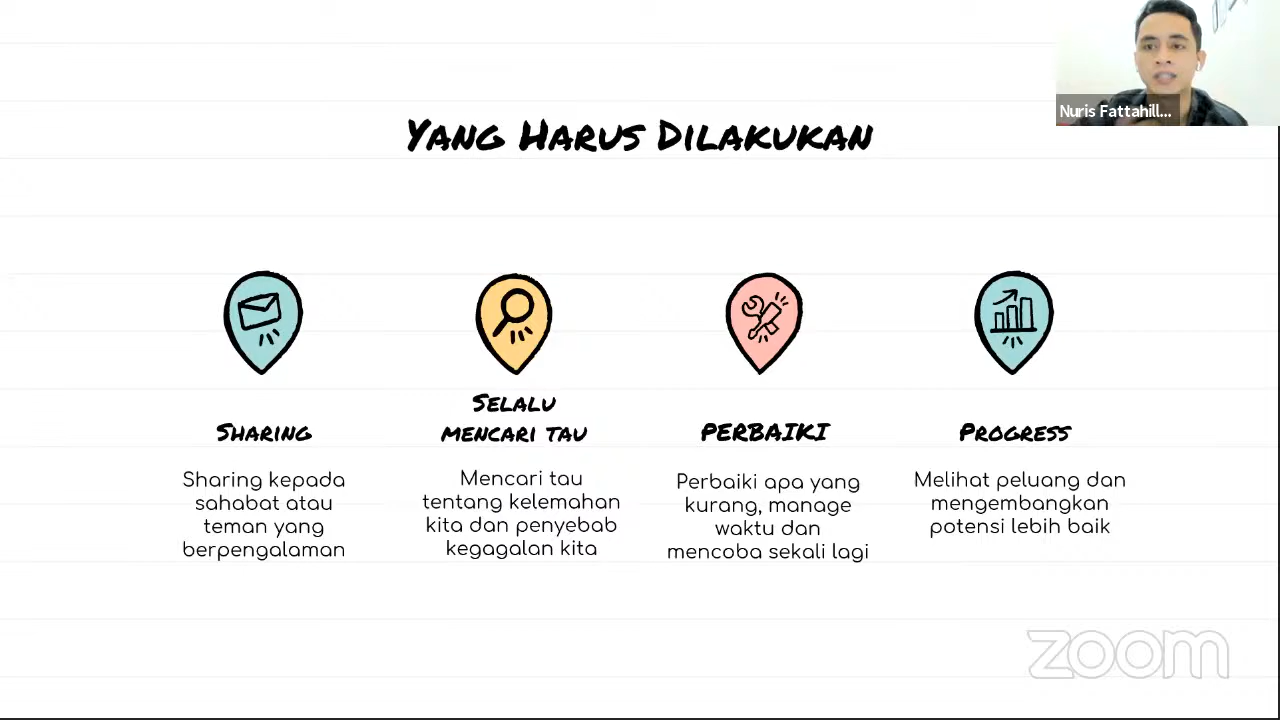 Nuris Fattahill...
YANG HARUS DILAKUKAN
SHARING
Sharing kepada
sahabat atau
teman yang
berpengalaman
SELALU
MENCARI TAU
Mencari tau
tentang kelemahan
kita dan penyebab
kegagalan kita
PERBAIKI
Perbaiki apa yang
kurang, manage
waktu dan
mencoba sekali lagi
PROGRESS
Melihat peluang dan
mengembangkan
potensi lebih baik
zoom